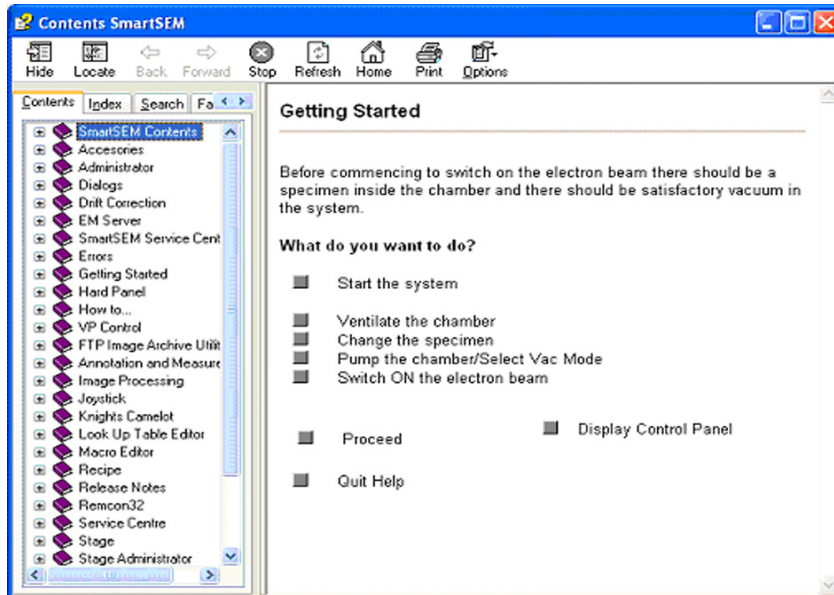 Contents SmartSEM
Hide Locate Back Forward Stop Refresh Home Print Options
Contents Index Search Fa
SmartSEM Contents
Accesories
Administrator
Dialogs
Drift Correction
EM Server
SmartSEM Service Cent
Errors
Getting Started
Hard Panel
How to...
VP Control
FTP Image Archive Utilit
Annotation and Measure
Image Processing
Joystick
Knights Camelot
Look Up Table Editor
Macro Editor
Recipe
Release Notes
Remcon32
Service Centre
Stage
Stage Administrator
Getting Started
Before commencing to switch on the electron beam there should be a
specimen inside the chamber and there should be satisfactory vacuum in
the system.
What do you want to do?
Start the system
Ventilate the chamber
Change the specimen
Pump the chamber/Select Vac Mode
Switch ON the electron beam
Proceed
Display Control Panel
Quit Help